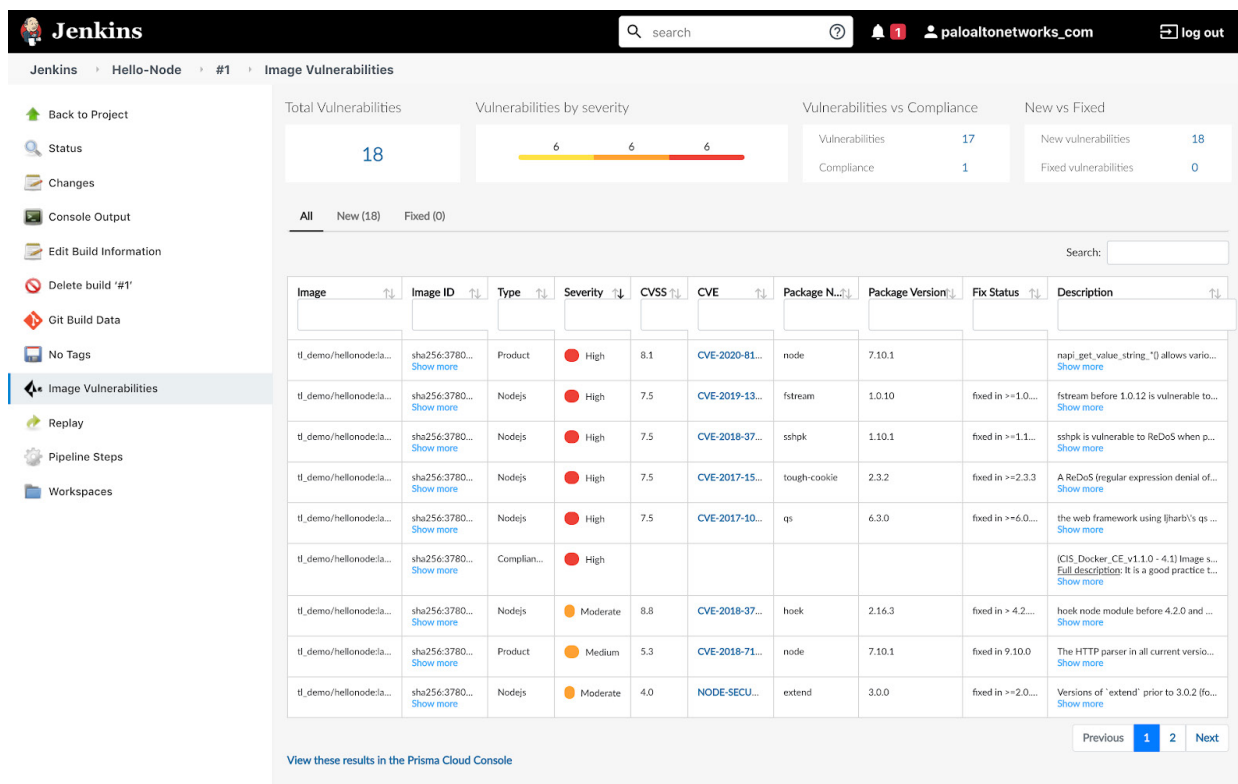 Jenkins
search
1
paloaltonetworks_com
log out
Jenkins Hello-Node #1 Image Vulnerabilities
Back to Project
Status
Changes
Console Output
Edit Build Information
Delete build '#1'
Git Build Data
No Tags
Image Vulnerabilities
Replay
Pipeline Steps
Workspaces
Total Vulnerabilities
18
Vulnerabilities by severity
6 6 6
Vulnerabilities vs Compliance
Vulnerabilities 17
Compliance 1
New vs Fixed
New vulnerabilities 18
Fixed vulnerabilities 0
All New (18) Fixed (0)
Search:
Image Image ID Type Severity CVSS CVE Package N... Package Version Fix Status Description
tl_demo/hellonode:la... sha256:3780... Product High 8.1 CVE-2020-81... node 7.10.1 napi_get_value_string_*() allows vario...
Show more Show more
tl_demo/hellonode:la... sha256:3780... Nodejs High 7.5 CVE-2019-13... fstream 1.0.10 fixed in >=1.0.... fstream before 1.0.12 is vulnerable to...
Show more Show more
tl_demo/hellonode:la... sha256:3780... Nodejs High 7.5 CVE-2018-37... sshpk 1.10.1 fixed in >=1.1... sshpk is vulnerable to ReDoS when p...
Show more Show more
tl_demo/hellonode:la... sha256:3780... Nodejs High 7.5 CVE-2017-15... tough-cookie 2.3.2 fixed in >=2.3.3 A ReDoS (regular expression denial of...
Show more Show more
tl_demo/hellonode:la... sha256:3780... Nodejs High 7.5 CVE-2017-10... qs 6.3.0 fixed in >=6.0.... the web framework using ljharb\'s qs ...
Show more Show more
tl_demo/hellonode:la... sha256:3780... Complian... High (CIS_Docker_CE_v1.1.0 - 4.1) Image s...
Show more Full description: It is a good practice t...
Show more
tl_demo/hellonode:la... sha256:3780... Nodejs Moderate 8.8 CVE-2018-37... hoek 2.16.3 fixed in > 4.2.... hoek node module before 4.2.0 and ...
Show more Show more
tl_demo/hellonode:la... sha256:3780... Product Medium 5.3 CVE-2018-71... node 7.10.1 fixed in 9.10.0 The HTTP parser in all current versio...
Show more Show more
tl_demo/hellonode:la... sha256:3780... Nodejs Moderate 4.0 NODE-SECU... extend 3.0.0 fixed in >=2.0.... Versions of `extend` prior to 3.0.2 (fo...
Show more Show more
Previous 1 2 Next
View these results in the Prisma Cloud Console